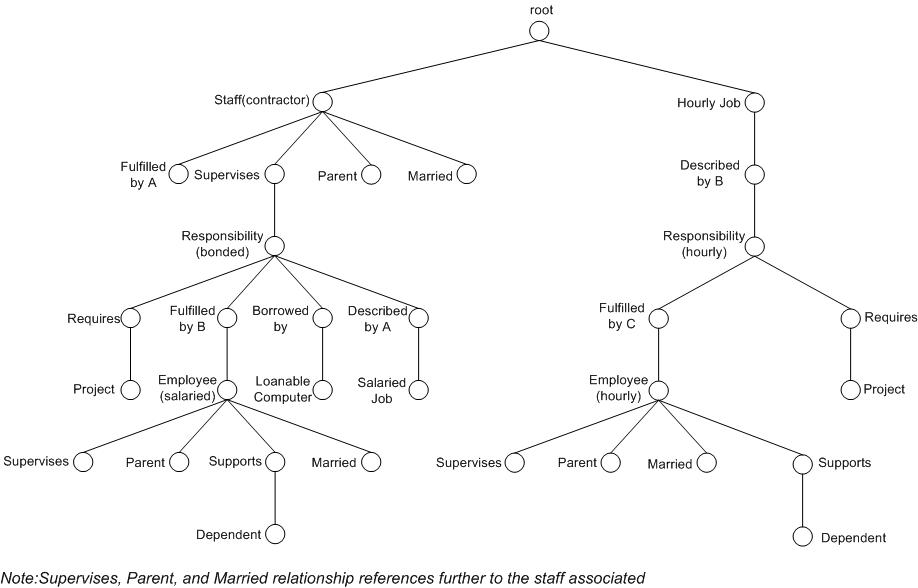 root
Staff(contractor)
Hourly Job
Fulfilled
by A
Supervises
Parent
Married
Described
by B
Responsibility
(bonded)
Responsibility
(hourly)
Requires
Fulfilled
by B
Borrowed
by
Described
by A
Fulfilled
by C
Requires
Project
Employee
(salaried)
Loanable
Computer
Salaried
Job
Employee
(hourly)
Project
Supervises
Parent
Supports
Married
Supervises
Parent
Married
Supports
Dependent
Dependent
Note:Supervises, Parent, and Married relationship references further to the staff associated